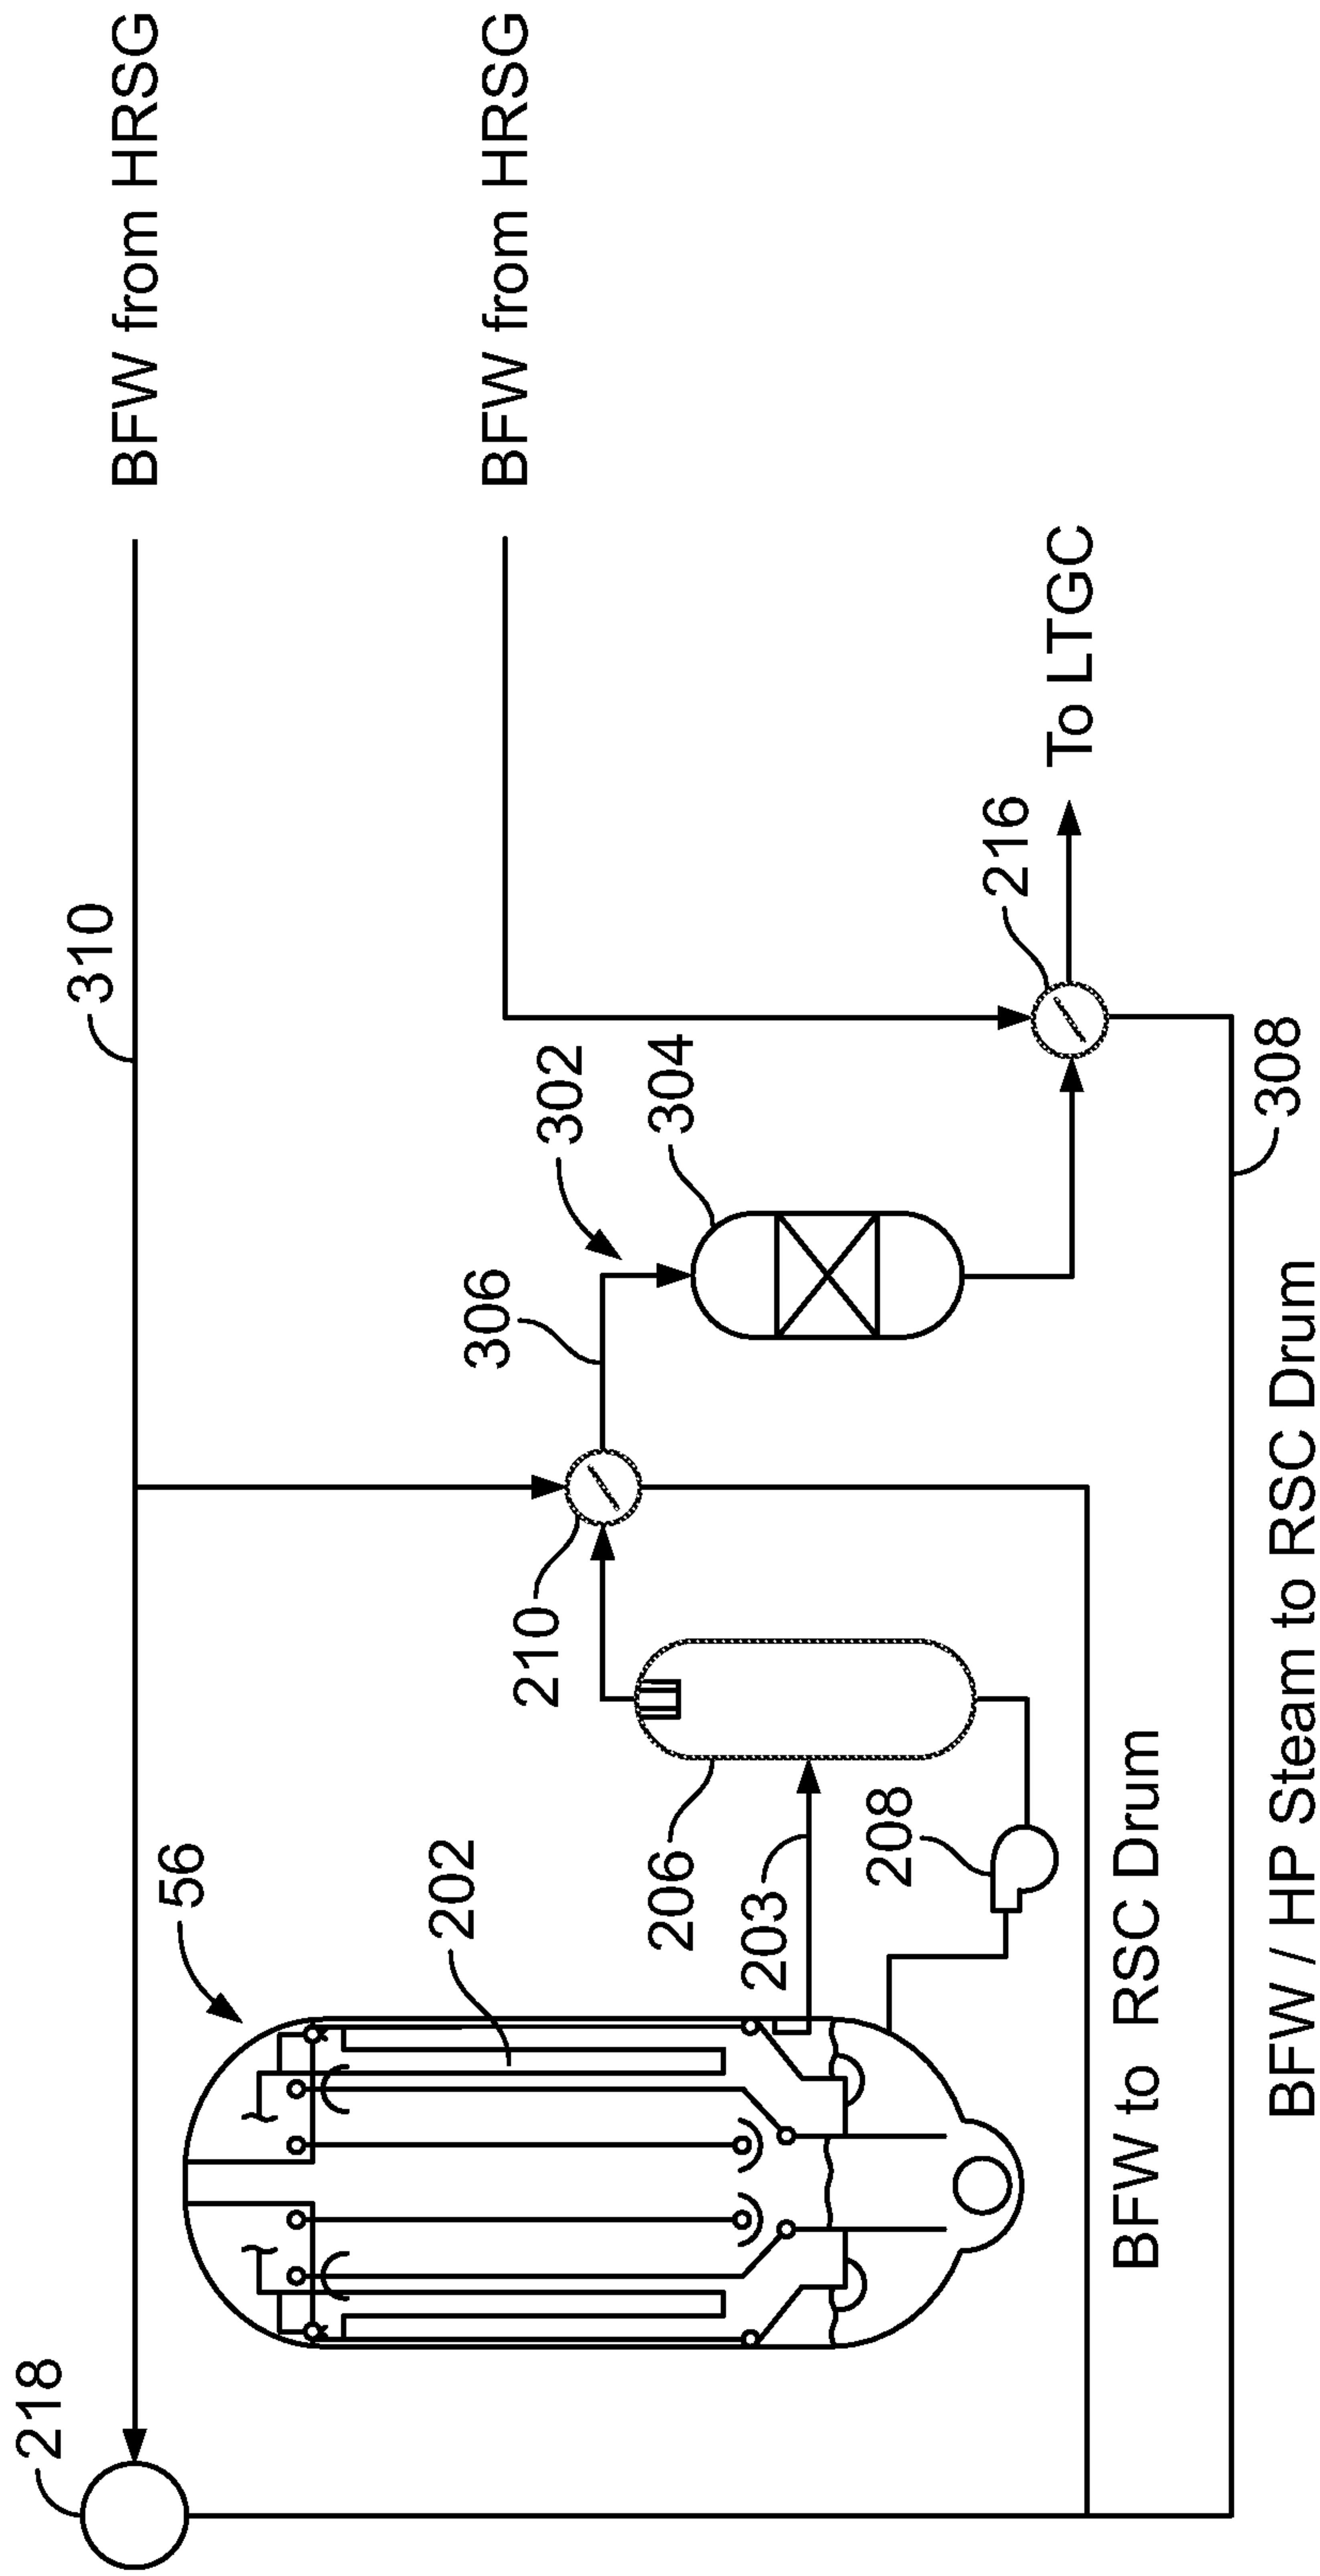 218
310
BFW from HRSG
56
202
210
306
302
304
BFW from HRSG
206
203
208
216
To LTGC
BFW to RSC Drum
308
BFW / HP Steam to RSC Drum